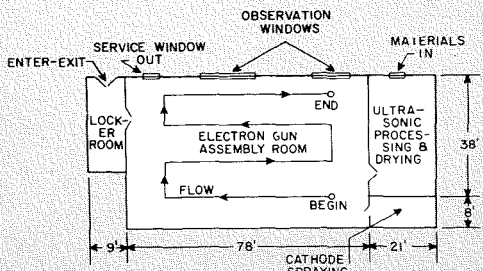 OBSERVATION
WINDOWS
SERVICE WINDOW
OUT
MATERIALS
IN
ENTER-EXIT
END
LOCK-
ER
ROOM
ELECTRON GUN
ASSEMBLY ROOM
ULTRA-
SONIC
PROCES-
SING &
DRYING
38'
FLOW
BEGIN
8'
9'
78'
21'
CATHODE
SPRAYING